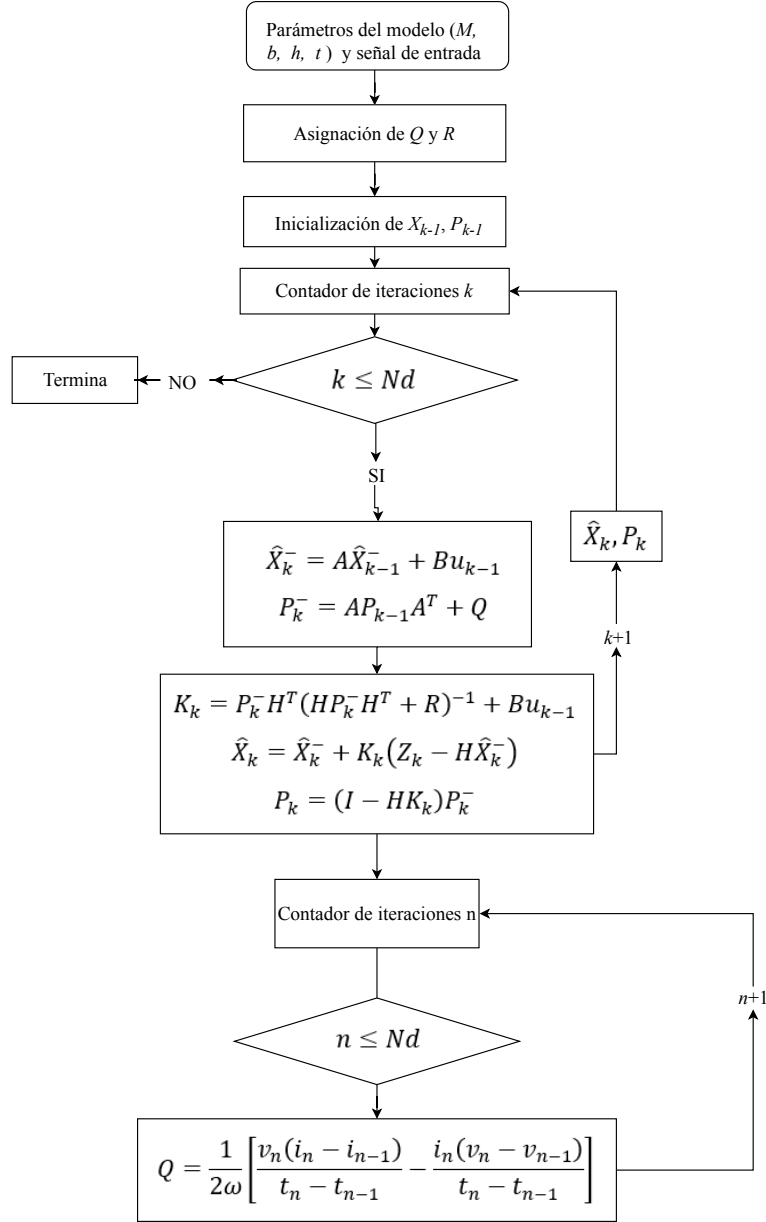 Parámetros del modelo (M,
b, h, t ) y señal de entrada
Asignación de Q y R
Inicialización de X_{k-1}, P_{k-1}
Contador de iteraciones k
k ≤ Nd
NO
Termina
SI
X̂_k^- = AX̂_{k-1}^- + Bu_{k-1}
P_k^- = AP_{k-1}A^T + Q
K_k = P_k^- H^T(HP_k^- H^T + R)^{-1} + Bu_{k-1}
X̂_k = X̂_k^- + K_k(Z_k − HX̂_k^-)
P_k = (I − HK_k)P_k^-
k+1
X̂_k, P_k
Contador de iteraciones n
n ≤ Nd
n+1
Q = \frac{1}{2ω}[\frac{v_n(i_n − i_{n−1})}{t_n − t_{n−1}} − \frac{i_n(v_n − v_{n−1})}{t_n − t_{n−1}}]